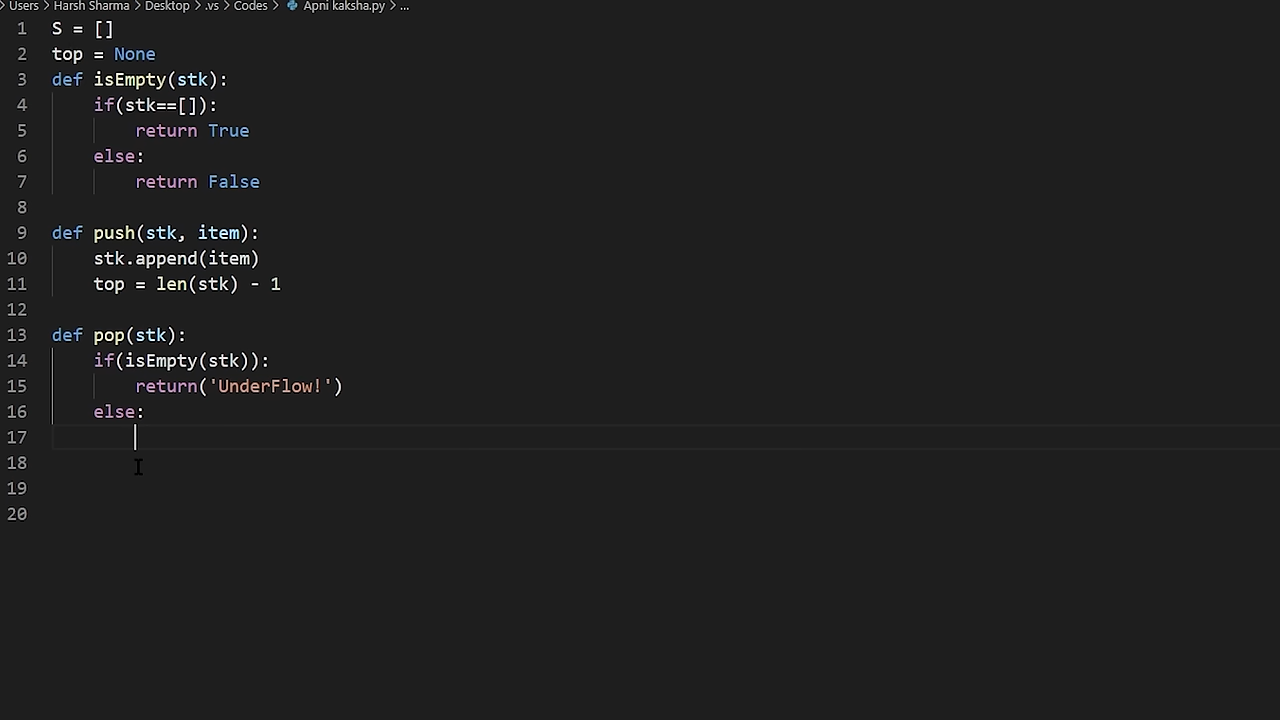 Users > Harsh Sharma > Desktop > .vs > Codes > Apni kaksha.py > ...
1 S = []
2 top = None
3 def isEmpty(stk):
4     if(stk==[]):
5         return True
6     else:
7         return False
8
9 def push(stk, item):
10     stk.append(item)
11     top = len(stk) - 1
12
13 def pop(stk):
14     if(isEmpty(stk)):
15         return('UnderFlow!')
16     else:
17
18
19
20